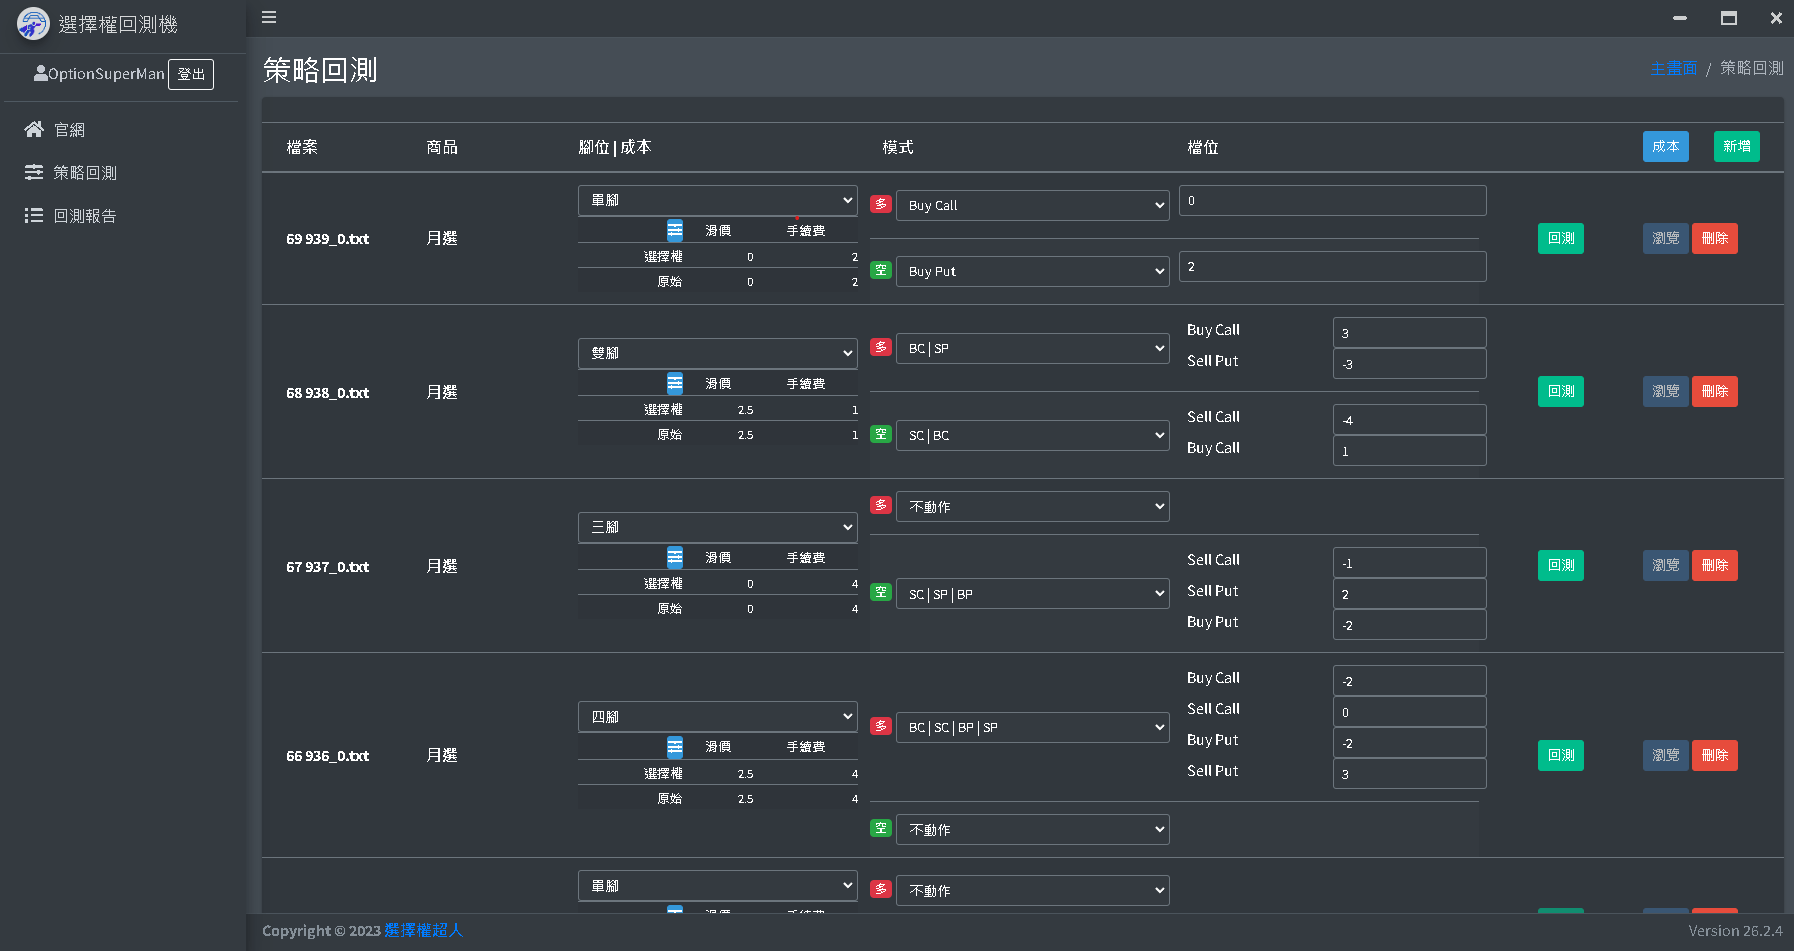 選擇權回測機
OptionSuperMan 登出
官網
策略回測
回測報告
策略回測
主畫面 / 策略回測
檔案 商品 腳位 | 成本 模式 檔位 成本 新增
69 939_0.txt 月選
單腳
滑價 手續費
選擇權 0 2
原始 0 2
多 Buy Call 0
空 Buy Put 2
回測 瀏覽 刪除
68 938_0.txt 月選
雙腳
滑價 手續費
選擇權 2.5 1
原始 2.5 1
多 BC | SP
Buy Call 3
Sell Put -3
空 SC | BC
Sell Call -4
Buy Call 1
回測 瀏覽 刪除
67 937_0.txt 月選
三腳
滑價 手續費
選擇權 0 4
原始 0 4
多 不動作
空 SC | SP | BP
Sell Call -1
Sell Put 2
Buy Put -2
回測 瀏覽 刪除
66 936_0.txt 月選
四腳
滑價 手續費
選擇權 2.5 4
原始 2.5 4
多 BC | SC | BP | SP
Buy Call -2
Sell Call 0
Buy Put -2
Sell Put 3
空 不動作
回測 瀏覽 刪除
單腳
多 不動作
Copyright © 2023 選擇權超人
Version 26.2.4